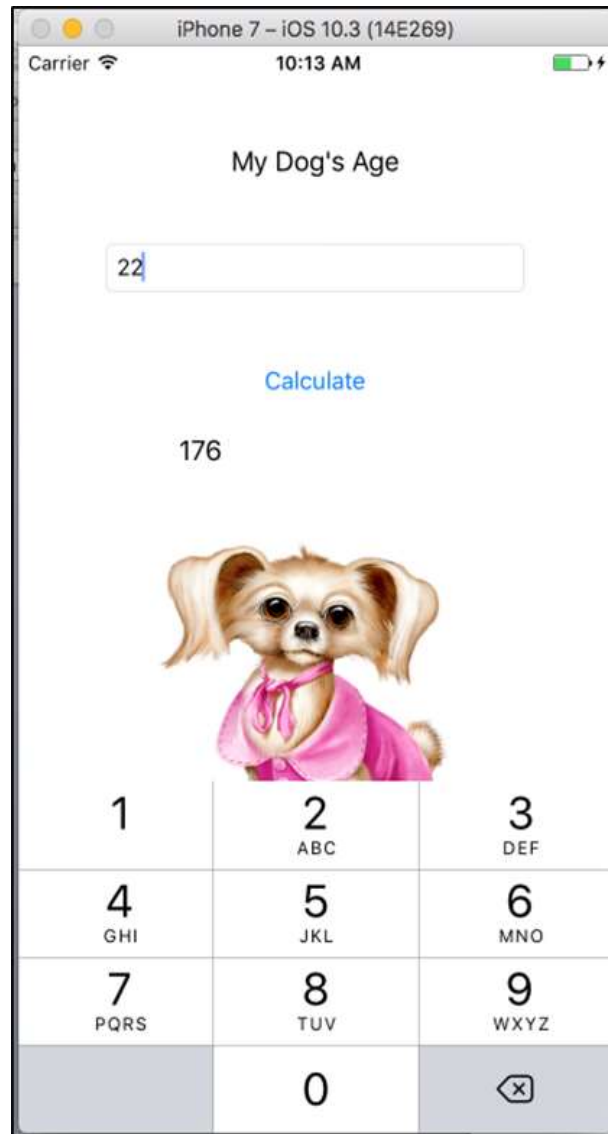 iPhone 7 – iOS 10.3 (14E269)
Carrier 10:13 AM
My Dog's Age
22
Calculate
176
1 2 3
ABC DEF
4 5 6
GHI JKL MNO
7 8 9
PQRS TUV WXYZ
0